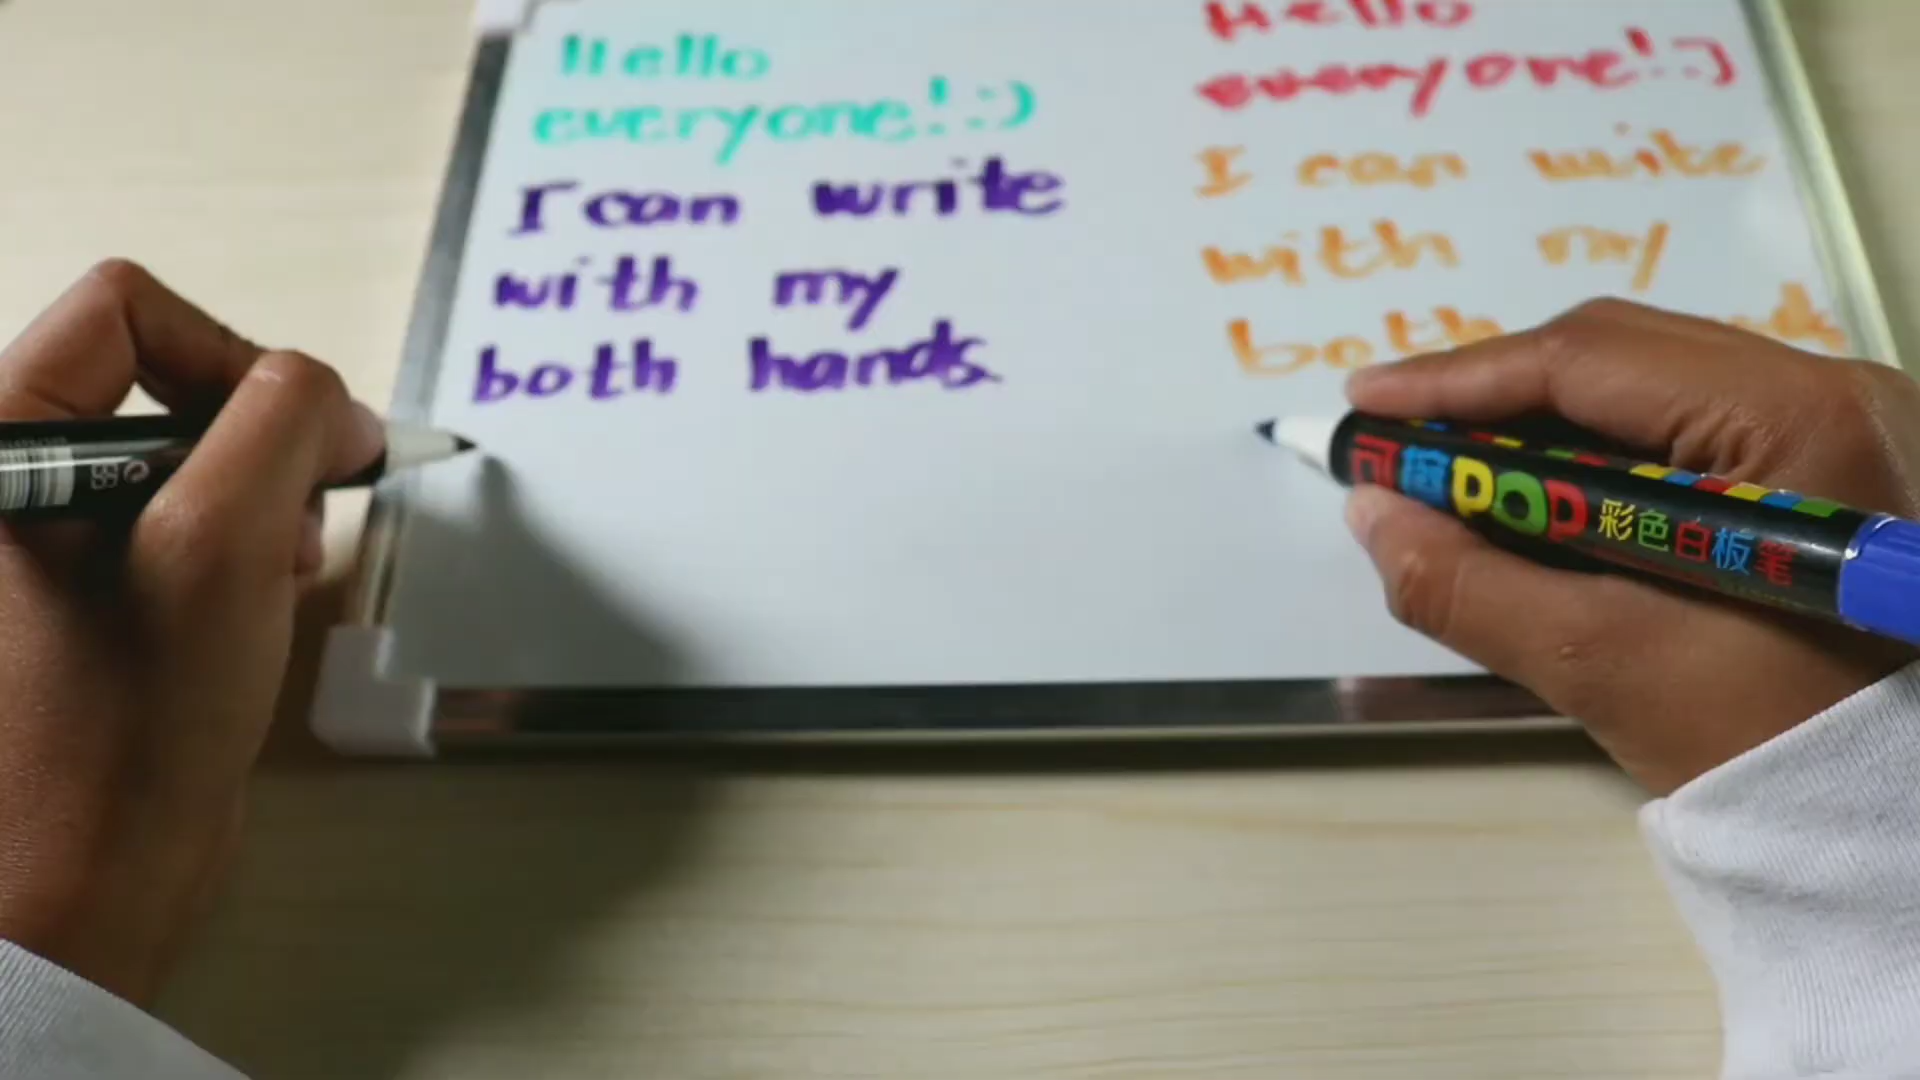 Hello
everyone! :)
I can write
with my
both hands
Hello
everyone! :)
I can write
with my
both
POP
彩色白板笔